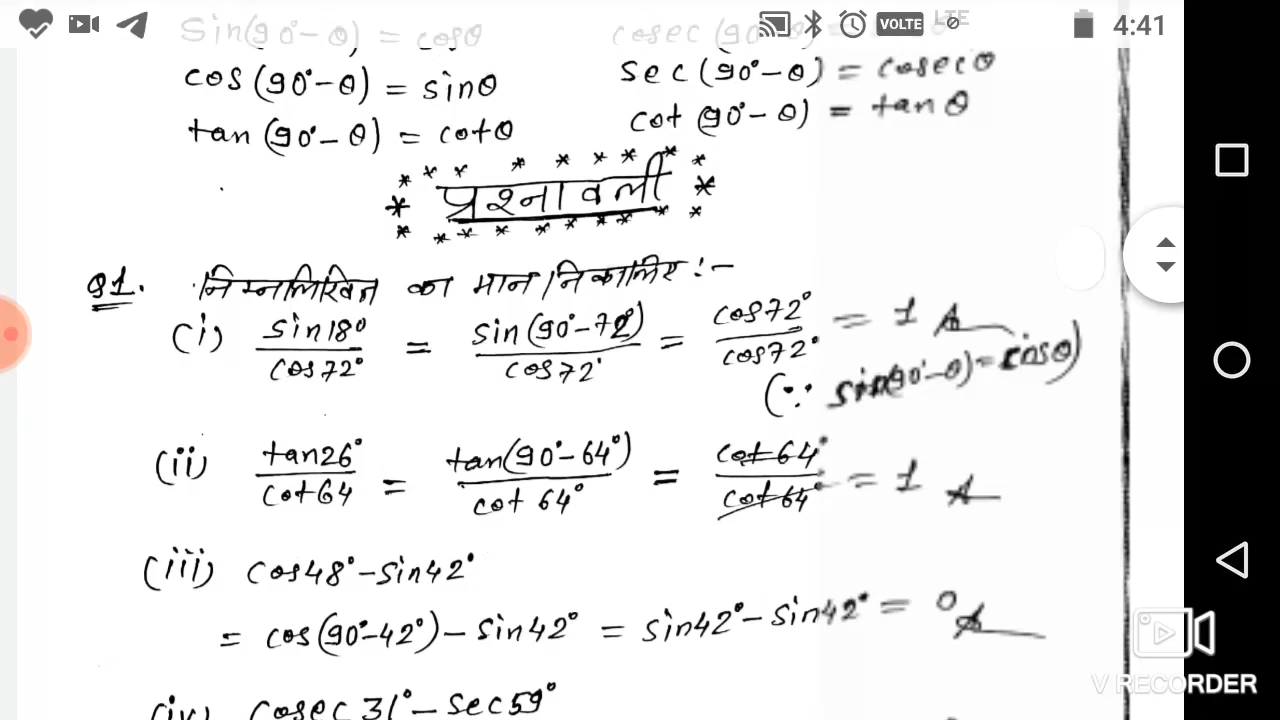 VOLTE LTE 4:41
Sin(90°-θ) = cosθ cosec(90°-θ) =
cos(90°-θ) = sinθ sec(90°-θ) = cosecθ
tan(90°-θ) = cotθ cot(90°-θ) = tanθ
प्रश्नावली
Q1. निम्नलिखित का मान निकालिए :-
(i) sin18°/cos72° = sin(90°-72°)/cos72° = cos72°/cos72° = 1 A
(∵ sin(90°-θ)=cosθ)
(ii) tan26°/cot64 = tan(90°-64°)/cot 64° = cot64°/cot64° = 1 A
(iii) cos48°-sin42°
= cos(90°-42°)-sin42° = sin42°-sin42° = 0 A
(iv) cosec31°-sec59°
V RECORDER